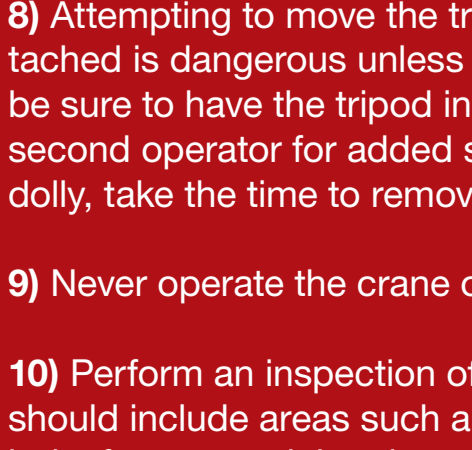 8) Attempting to move the tr
tached is dangerous unless
be sure to have the tripod in
second operator for added s
dolly, take the time to remov
9) Never operate the crane o
10) Perform an inspection of
should include areas such a